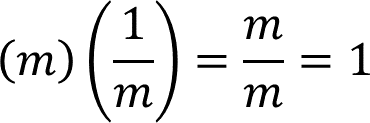 (m) (1/m) = m/m = 1